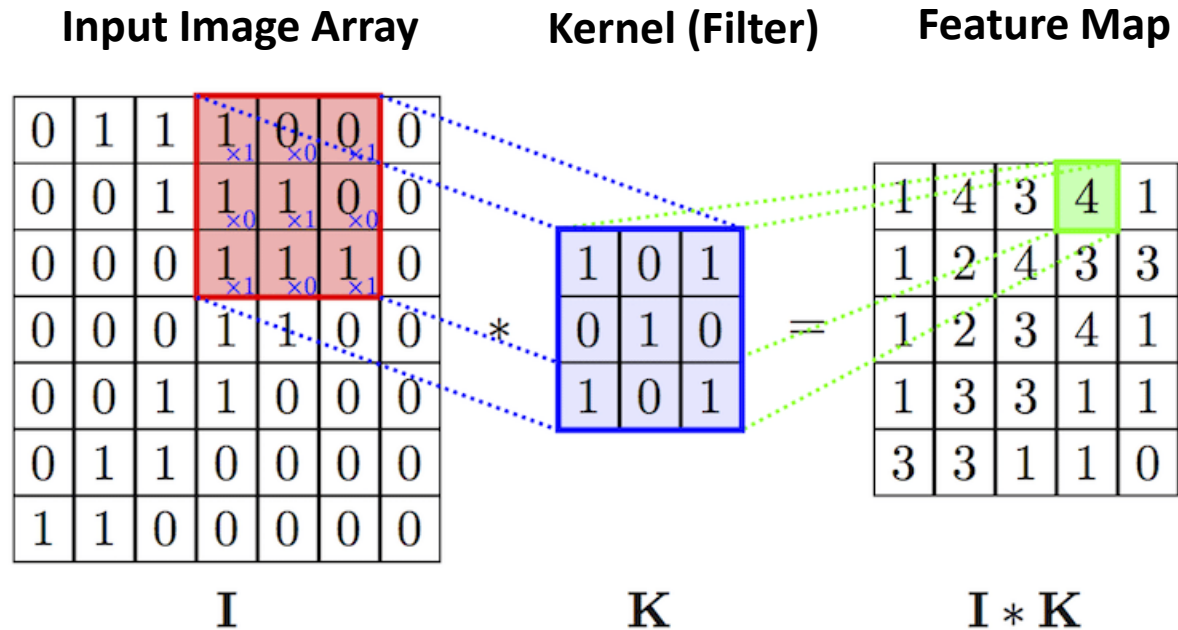 Input Image Array Kernel (Filter) Feature Map
0 1 1 1 0 0 0
×1 ×0 ×1
0 0 1 1 1 0 0
×0 ×1 ×0
0 0 0 1 1 1 0
×1 ×0 ×1
0 0 0 1 1 0 0
0 0 1 1 0 0 0
0 1 1 0 0 0 0
1 1 0 0 0 0 0
I
*
1 0 1
0 1 0
1 0 1
K
=
1 4 3 4 1
1 2 4 3 3
1 2 3 4 1
1 3 3 1 1
3 3 1 1 0
I * K